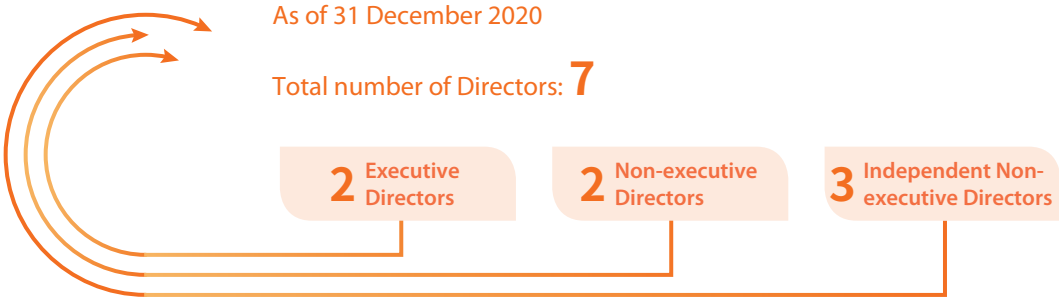 As of 31 December 2020
Total number of Directors: 7
2 Executive
Directors
2 Non-executive
Directors
3 Independent Non-
executive Directors